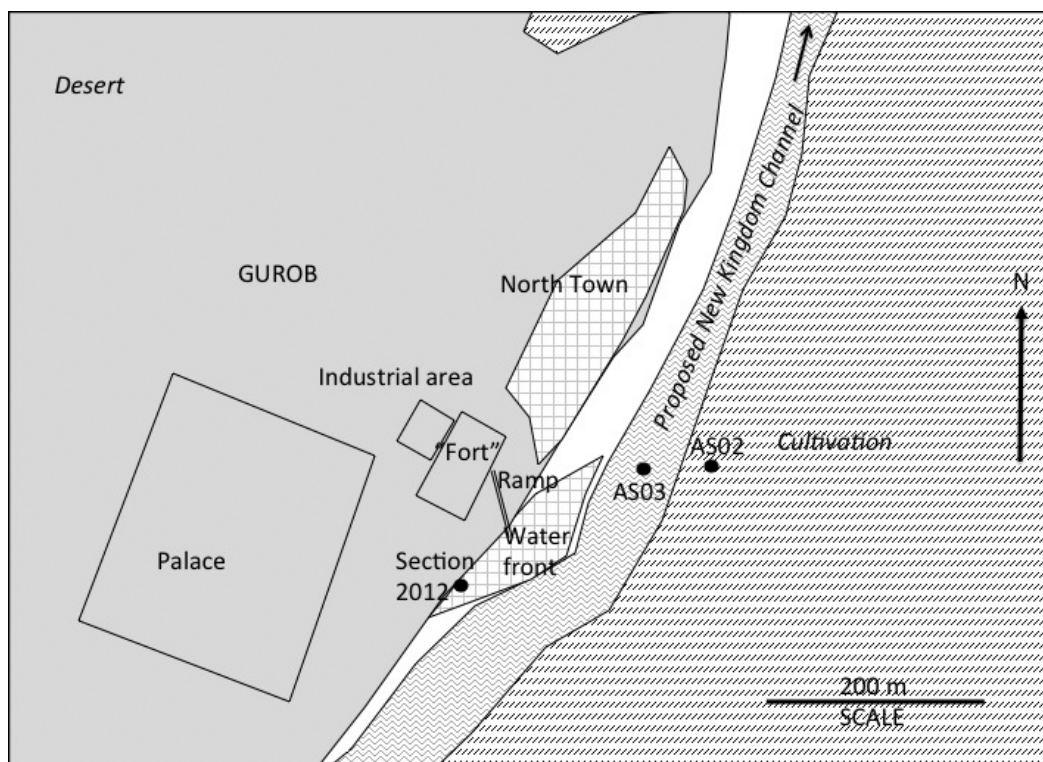 Desert
Proposed New Kingdom Channel
GUROB
N
North Town
Industrial area
"Fort"
Cultivation
AS02
Ramp
AS03
Water
front
Section
2012
Palace
200 m
SCALE